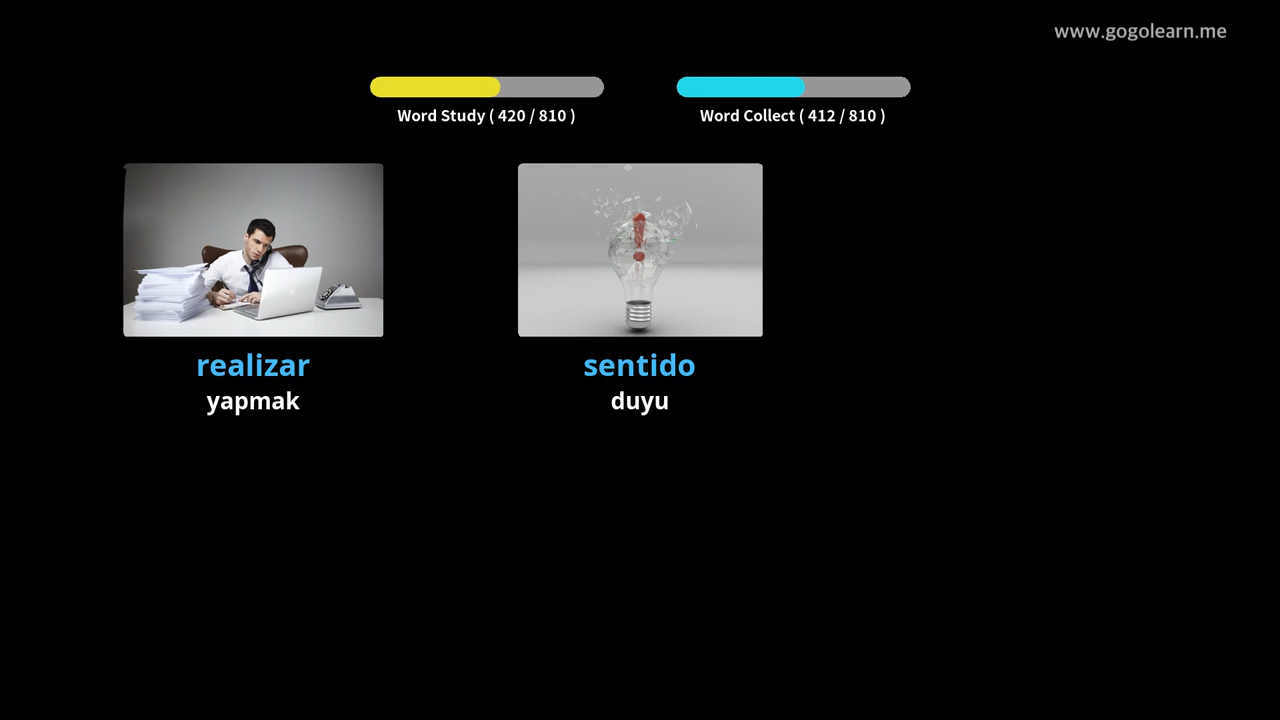 www.gogolearn.me
Word Study ( 420 / 810 )
Word Collect ( 412 / 810 )
realizar
yapmak
sentido
duyu